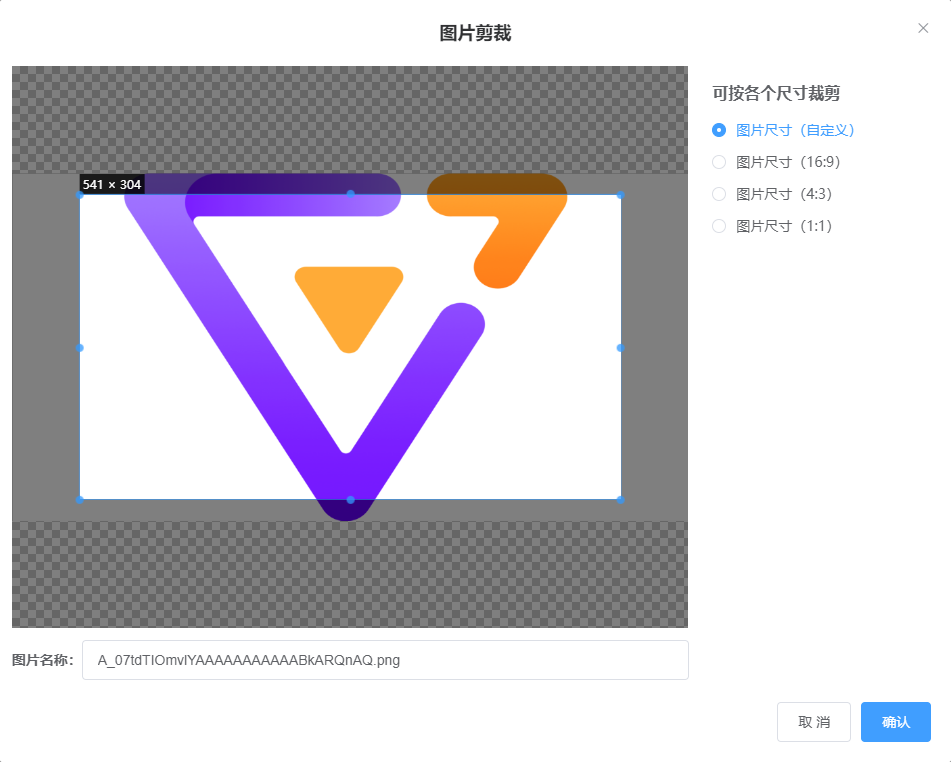 图片剪裁
可按各个尺寸裁剪
图片尺寸（自定义）
图片尺寸（16:9）
图片尺寸（4:3）
图片尺寸（1:1）
541 × 304
图片名称：
A_07tdTIOmvlYAAAAAAAAAAABkARQnAQ.png
取 消
确认